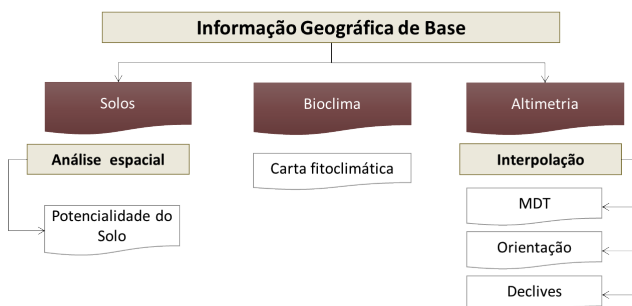 Informação Geográfica de Base
Solos
Bioclima
Altimetria
Análise espacial
Carta fitoclimática
Interpolação
Potencialidade do
Solo
MDT
Orientação
Declives